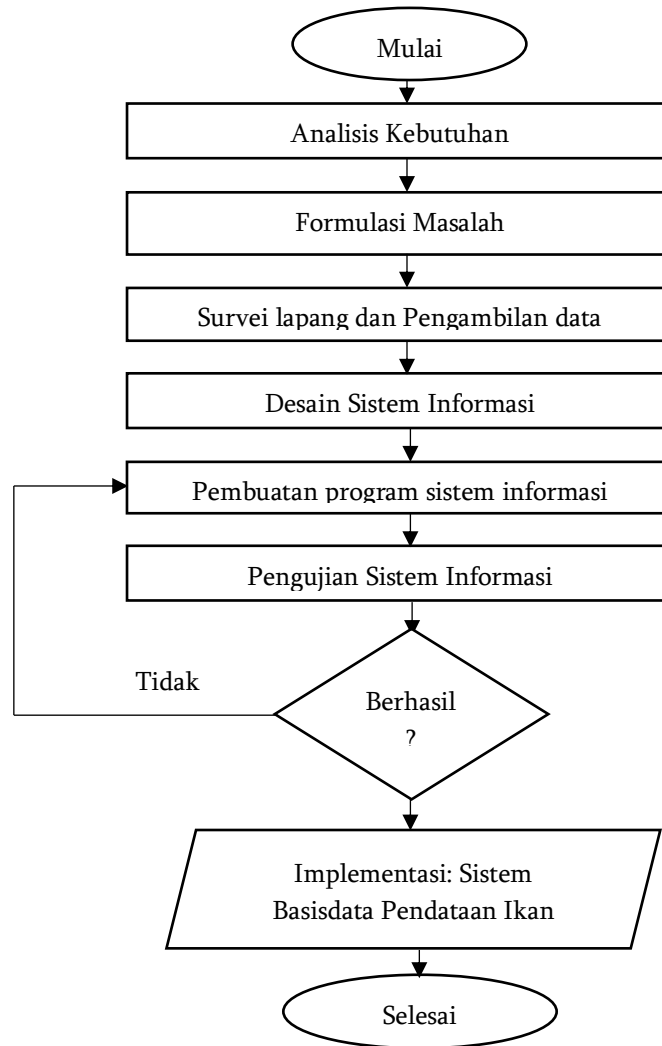 Mulai
Analisis Kebutuhan
Formulasi Masalah
Survei lapang dan Pengambilan data
Desain Sistem Informasi
Pembuatan program sistem informasi
Pengujian Sistem Informasi
Tidak
Berhasil
?
Implementasi: Sistem
Basisdata Pendataan Ikan
Selesai